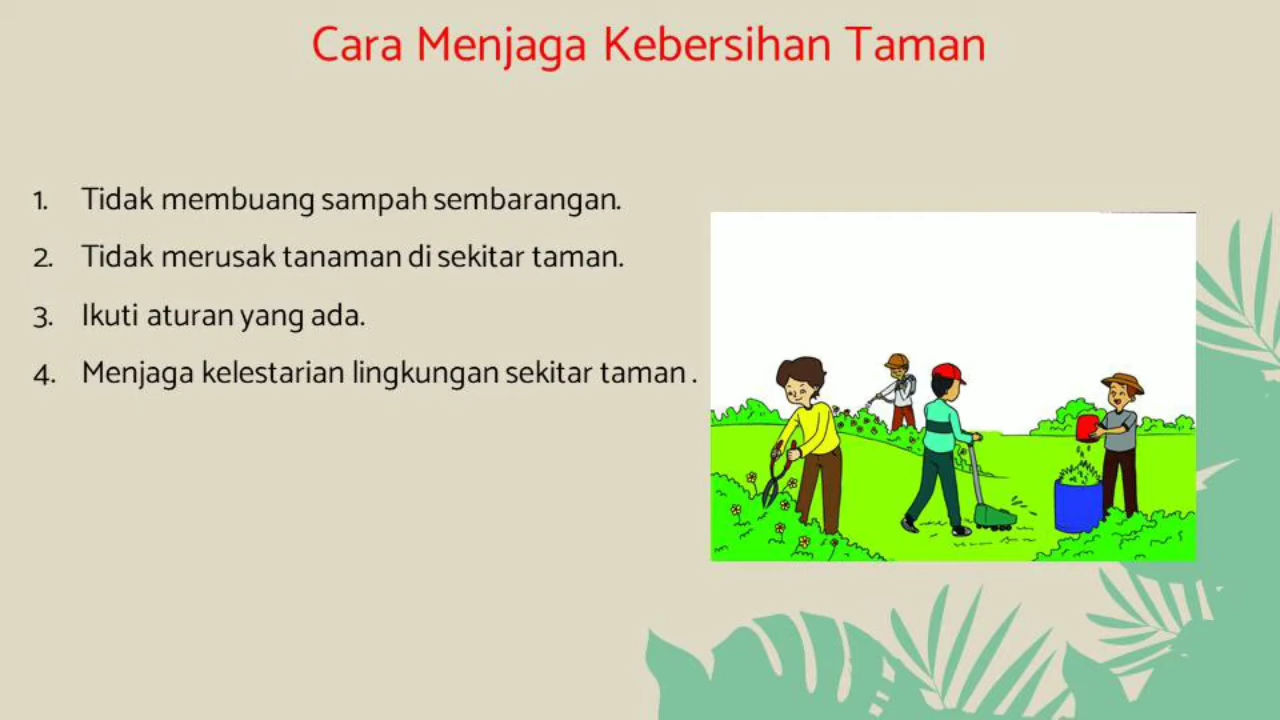 Cara Menjaga Kebersihan Taman
1. Tidak membuang sampah sembarangan.
2. Tidak merusak tanaman di sekitar taman.
3. Ikuti aturan yang ada.
4. Menjaga kelestarian lingkungan sekitar taman .